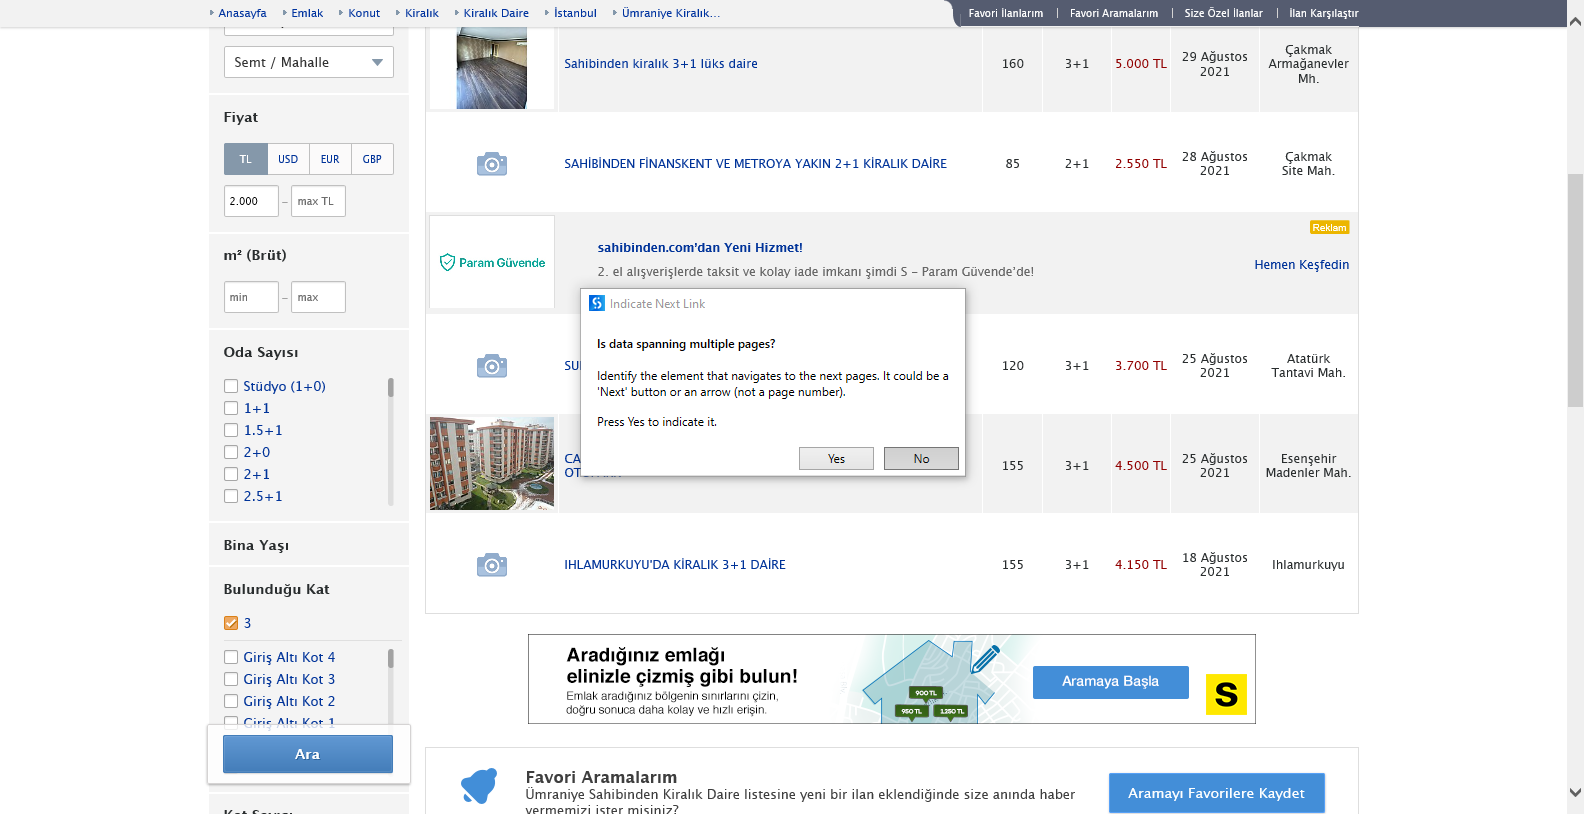 Anasayfa
Emlak
Konut
Kiralık
Kiralık Daire
İstanbul
Ümraniye Kiralık...
Favori İlanlarım
Favori Aramalarım
Size Özel İlanlar
İlan Karşılaştır
Semt / Mahalle
Fiyat
TL USD EUR GBP
2.000 – max TL
m² (Brüt)
min – max
Oda Sayısı
Stüdyo (1+0)
1+1
1.5+1
2+0
2+1
2.5+1
Bina Yaşı
Bulunduğu Kat
3
Giriş Altı Kot 4
Giriş Altı Kot 3
Giriş Altı Kot 2
Giriş Altı Kot 1
Ara
Sahibinden kiralık 3+1 lüks daire
160
3+1
5.000 TL
29 Ağustos
2021
Çakmak
Armağanevler
Mh.
SAHİBİNDEN FİNANSKENT VE METROYA YAKIN 2+1 KİRALIK DAİRE
85
2+1
2.550 TL
28 Ağustos
2021
Çakmak
Site Mah.
Param Güvende
sahibinden.com'dan Yeni Hizmet!
2. el alışverişlerde taksit ve kolay iade imkanı şimdi S – Param Güvende'de!
Reklam
Hemen Keşfedin
Indicate Next Link
Is data spanning multiple pages?
Identify the element that navigates to the next pages. It could be a
'Next' button or an arrow (not a page number).
Press Yes to indicate it.
Yes
No
120
3+1
3.700 TL
25 Ağustos
2021
Atatürk
Tantavi Mah.
155
3+1
4.500 TL
25 Ağustos
2021
Esenşehir
Madenler Mah.
IHLAMURKUYU'DA KİRALIK 3+1 DAİRE
155
3+1
4.150 TL
18 Ağustos
2021
Ihlamurkuyu
Aradığınız emlağı
elinizle çizmiş gibi bulun!
Emlak aradığınız bölgenin sınırlarını çizin,
doğru sonuca daha kolay ve hızlı erişin.
900 TL
950 TL
1.250 TL
Aramaya Başla
S
Favori Aramalarım
Ümraniye Sahibinden Kiralık Daire listesine yeni bir ilan eklendiğinde size anında haber
vermemizi ister misiniz?
Aramayı Favorilere Kaydet